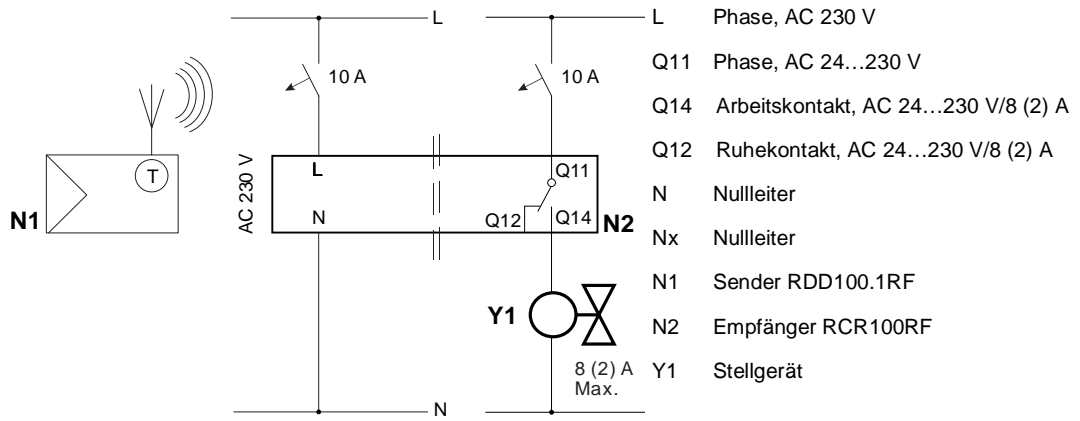 L
10 A
10 A
T
AC 230 V
L
Q11
N
Q12
Q14
N1
N2
Y1
8 (2) A
Max.
N
L Phase, AC 230 V
Q11 Phase, AC 24...230 V
Q14 Arbeitskontakt, AC 24...230 V/8 (2) A
Q12 Ruhekontakt, AC 24...230 V/8 (2) A
N Nullleiter
Nx Nullleiter
N1 Sender RDD100.1RF
N2 Empfänger RCR100RF
Y1 Stellgerät